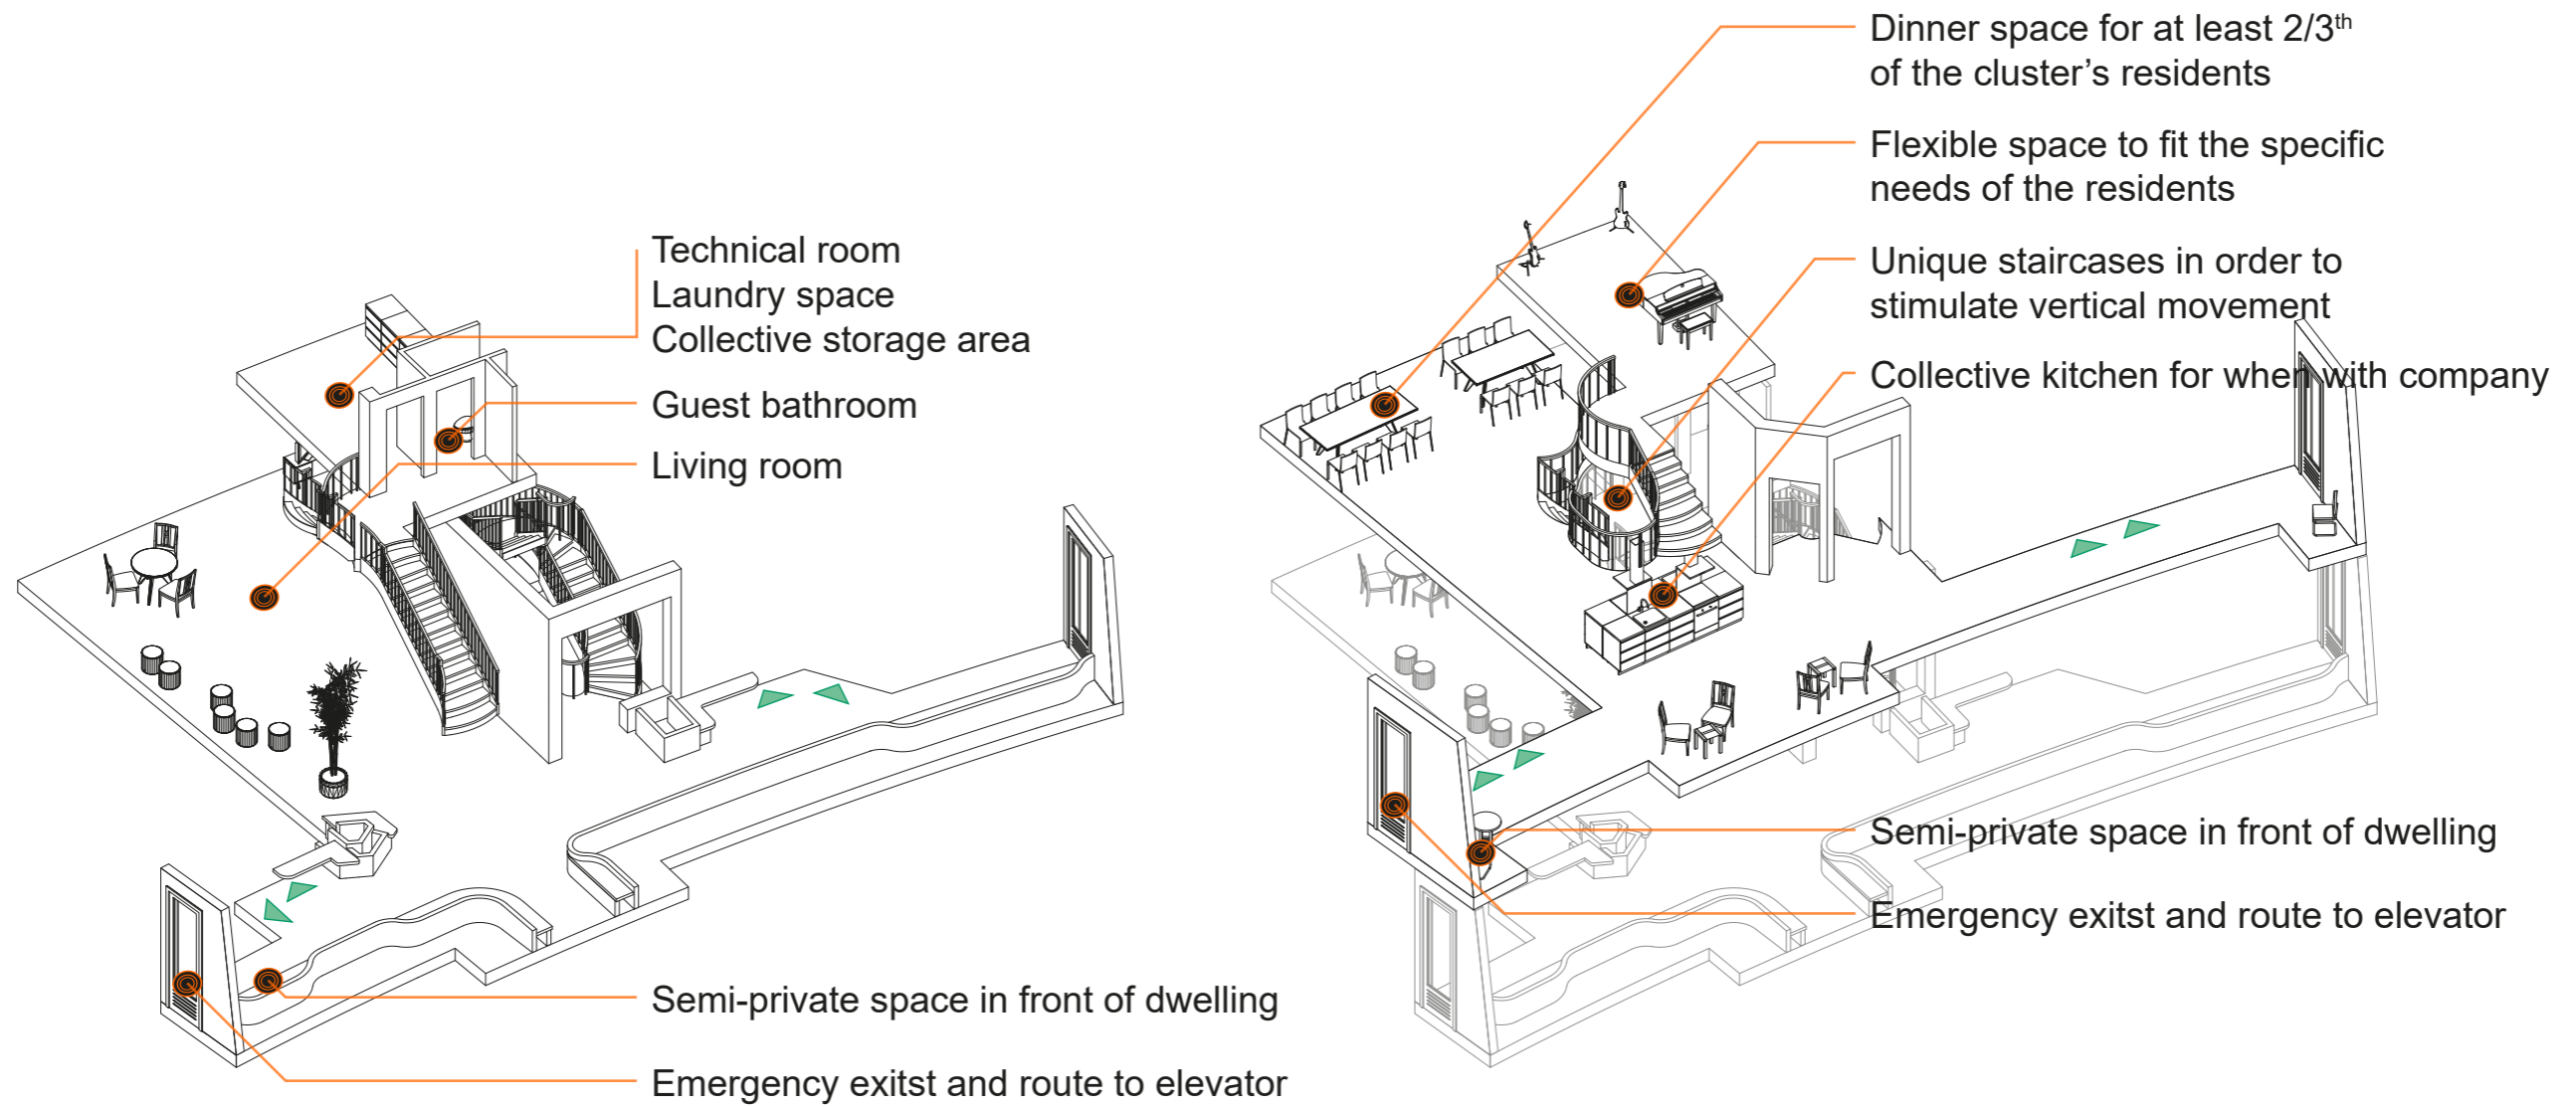 Technical room
Laundry space
Collective storage area
Guest bathroom
Living room
Semi-private space in front of dwelling
Emergency exitst and route to elevator
Dinner space for at least 2/3th
of the cluster’s residents
Flexible space to fit the specific
needs of the residents
Unique staircases in order to
stimulate vertical movement
Collective kitchen for when with company
Semi-private space in front of dwelling
Emergency exitst and route to elevator